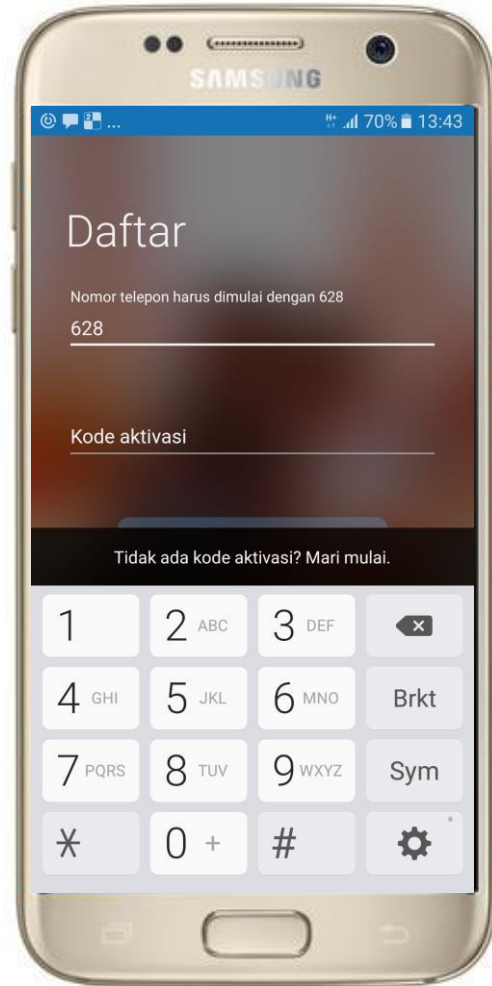 SAMSUNG
2 ... H+ 70% 13:43
Daftar
Nomor telepon harus dimulai dengan 628
628
Kode aktivasi
Tidak ada kode aktivasi? Mari mulai.
1 2 ABC 3 DEF
4 GHI 5 JKL 6 MNO Brkt
7 PQRS 8 TUV 9 WXYZ Sym
* 0 + #